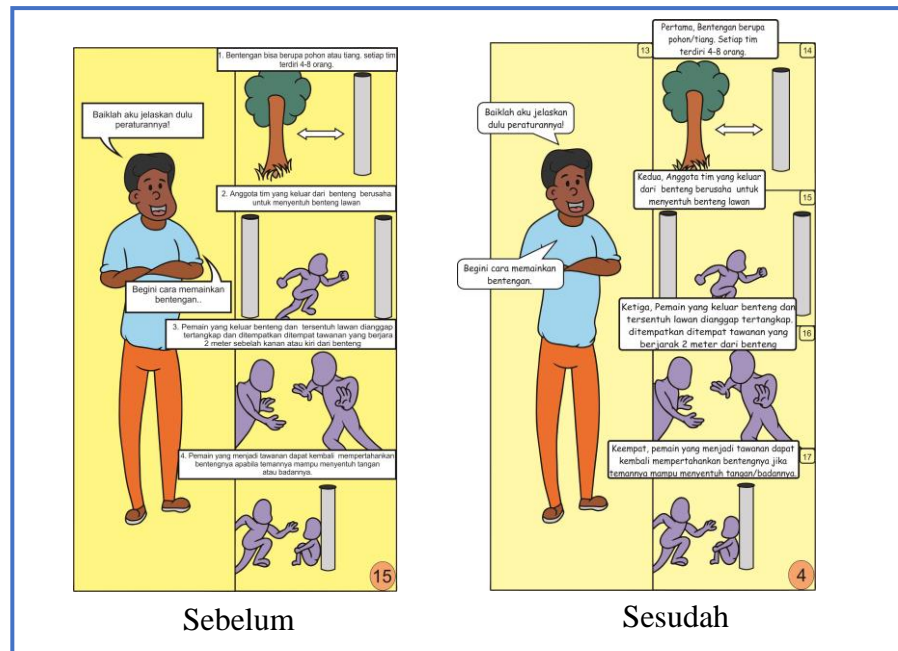 1. Bentengan bisa berupa pohon atau tiang. setiap tim
terdiri 4-8 orang.
Baiklah aku jelaskan dulu
peraturannya!
2. Anggota tim yang keluar dari benteng berusaha
untuk menyentuh benteng lawan
Begini cara memainkan
bentengan..
3. Pemain yang keluar benteng dan tersentuh lawan dianggap
tertangkap dan ditempatkan ditempat tawanan yang berjara
2 meter sebelah kanan atau kiri dari benteng
4. Pemain yang menjadi tawanan dapat kembali mempertahankan
bentengnya apabila temannya mampu menyentuh tangan
atau badannya.
15
Sebelum
13
Pertama, Bentengan berupa
pohon/tiang. Setiap tim
terdiri 4-8 orang.
14
Baiklah aku jelaskan
dulu peraturannya!
Kedua, Anggota tim yang keluar
dari benteng berusaha untuk
menyentuh benteng lawan
15
Begini cara memainkan
bentengan.
Ketiga, Pemain yang keluar benteng dan
tersentuh lawan dianggap tertangkap.
ditempatkan ditempat tawanan yang
berjarak 2 meter dari benteng
16
Keempat, pemain yang menjadi tawanan dapat
kembali mempertahankan bentengnya jika
temannya mampu menyentuh tangan/badannya.
17
4
Sesudah